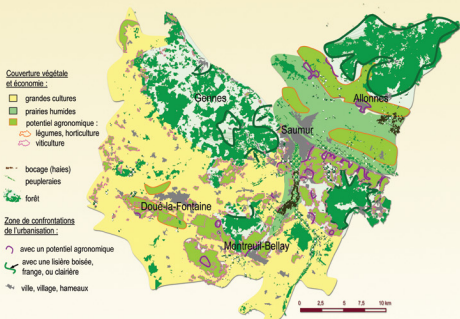 Couverture végétale
et économie :
grandes cultures
prairies humides
potentiel agronomique :
légumes, horticulture
viticulture
bocage (haies)
peupleraies
forêt
Zone de confrontations
de l'urbanisation :
avec un potentiel agronomique
avec une lisière boisée,
frange, ou clairière
ville, village, hameaux
Gennes
Allonnes
Saumur
Doué-la-Fontaine
Montreuil-Bellay
0 2,5 5 7,5 10 km